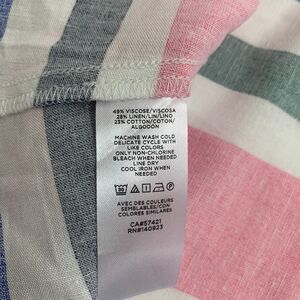 49% VISCOSE/VISCOSA
28% LINEN/LIN/LINO
23% COTTON/COTON/
ALGODÓN
MACHINE WASH COLD
DELICATE CYCLE WITH
LIKE COLORS
ONLY NON-CHLORINE
BLEACH WHEN NEEDED
LINE DRY
COOL IRON WHEN
NEEDED
AVEC DES COULEURS
SEMBLABLES/CON
COLORES SIMILARES
CA#57421
RN#140823